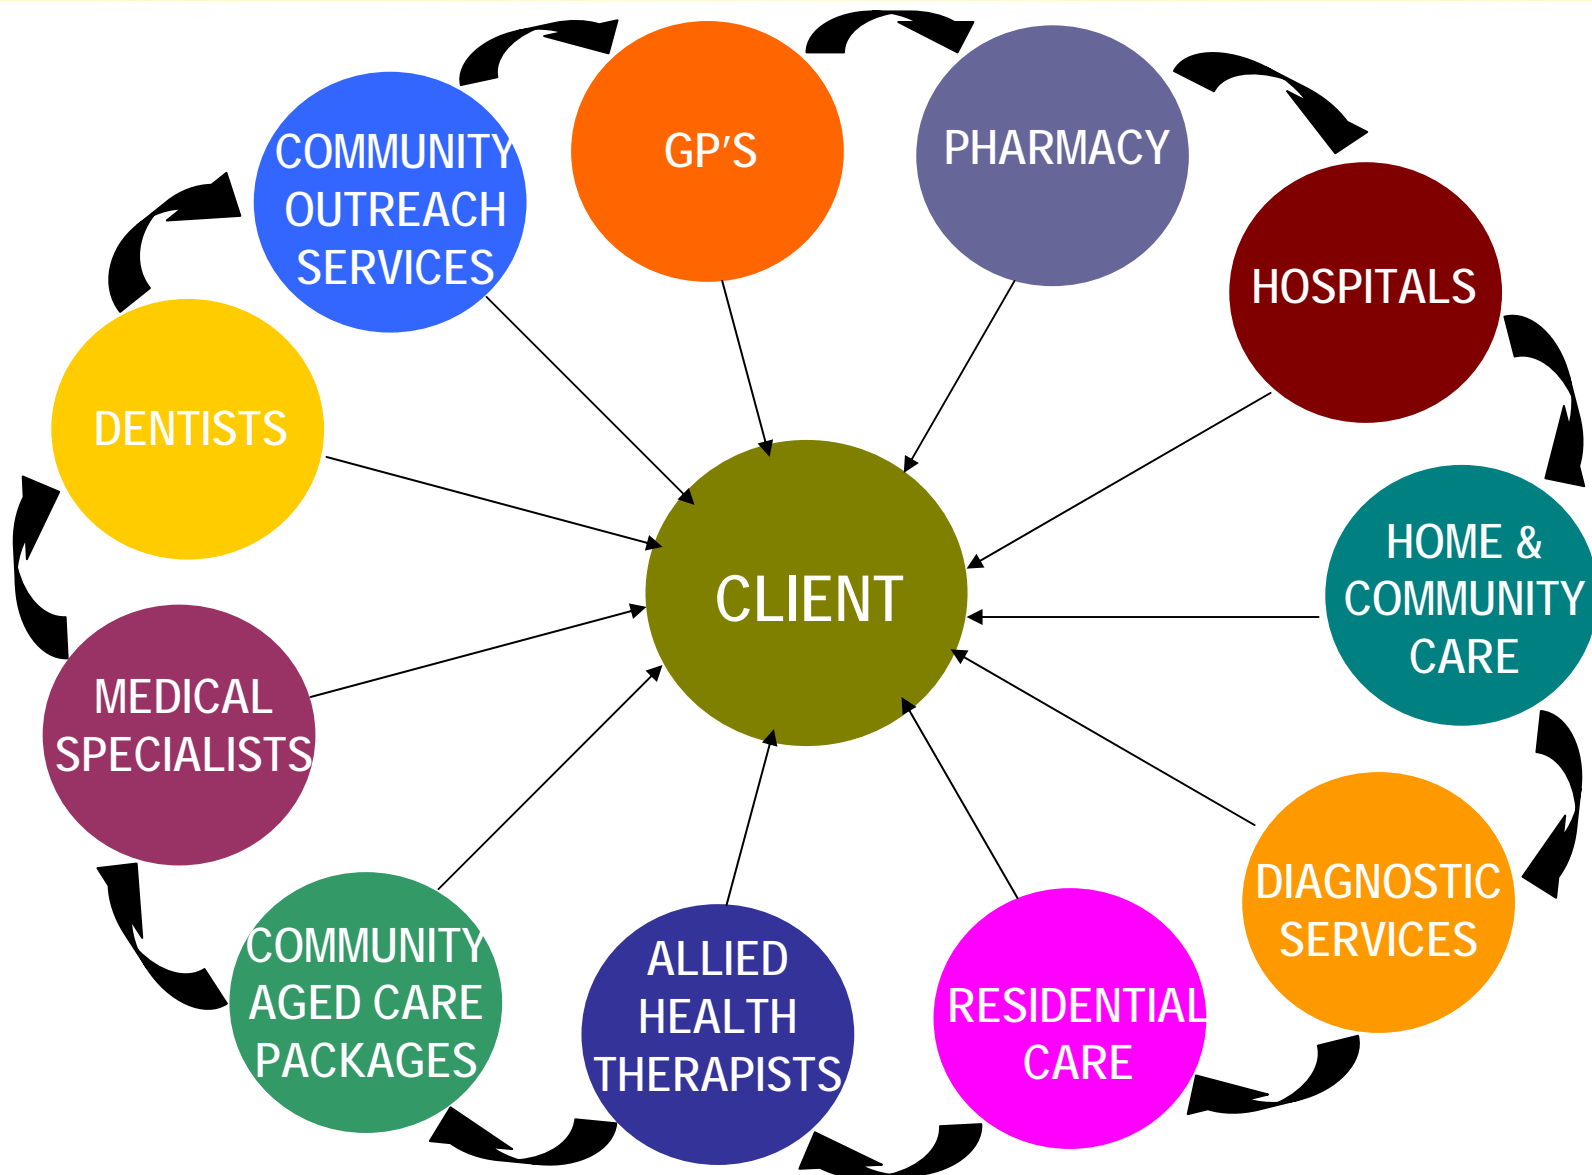 GP'S
PHARMACY
HOSPITALS
HOME &
COMMUNITY
CARE
DIAGNOSTIC
SERVICES
RESIDENTIAL
CARE
ALLIED
HEALTH
THERAPISTS
COMMUNITY
AGED CARE
PACKAGES
MEDICAL
SPECIALISTS
DENTISTS
COMMUNITY
OUTREACH
SERVICES
CLIENT